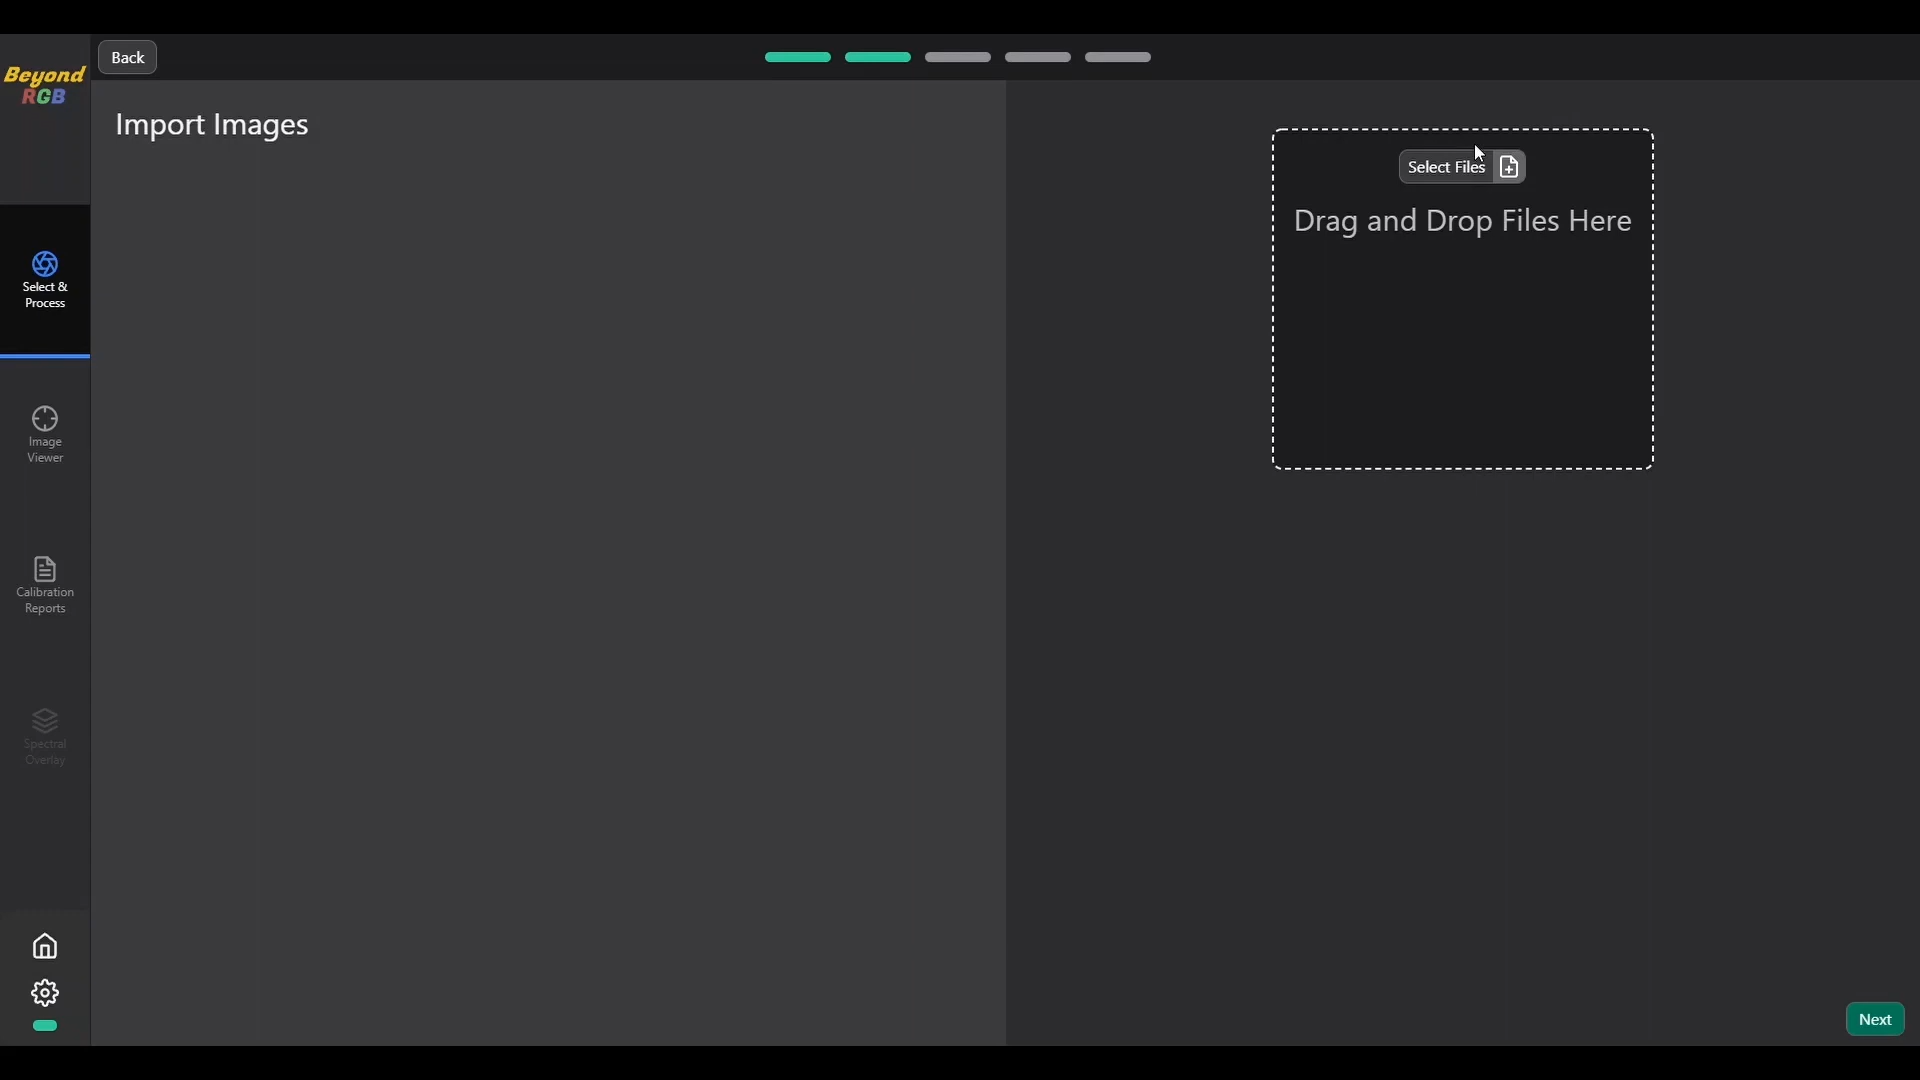 Back
Beyond
RGB
Import Images
Select Files
Drag and Drop Files Here
Select &
Process
Image
Viewer
Calibration
Reports
Spectral
Overlay
Next